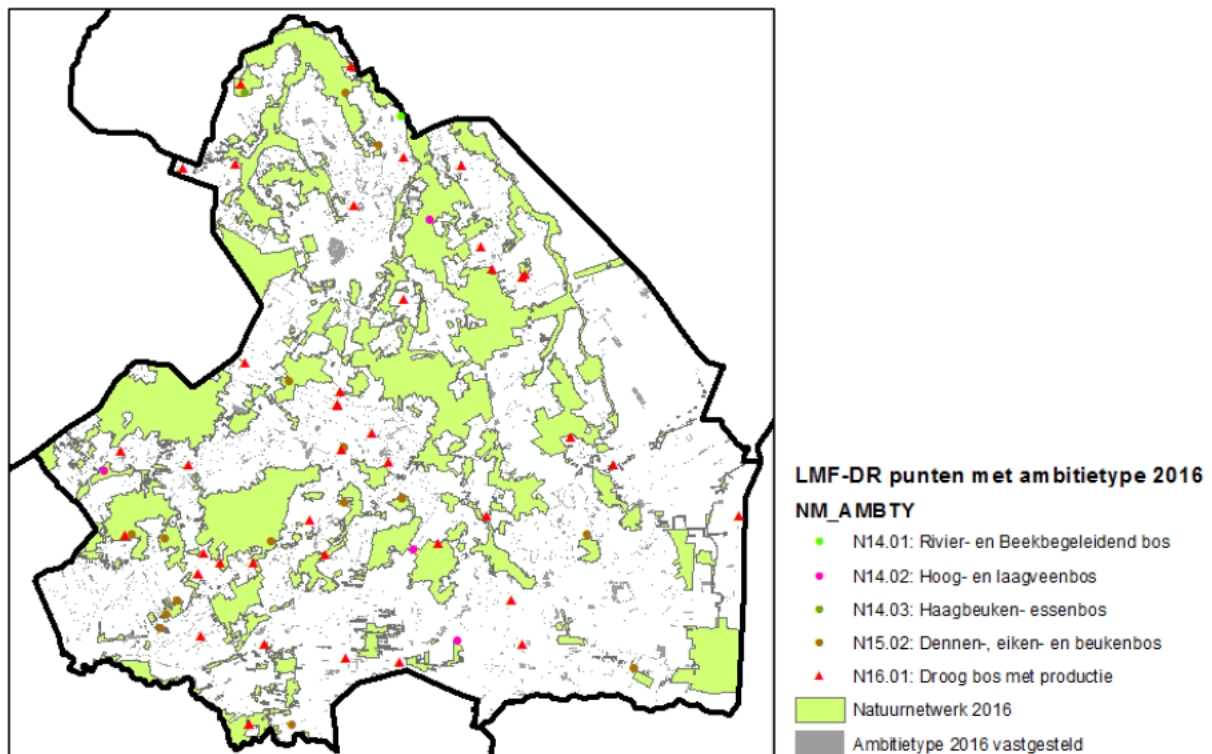 LMF-DR punten met ambitietype 2016
NM_AMBTY
N14.01: Rivier- en Beekbegeleidend bos
N14.02: Hoog- en laagveenbos
N14.03: Haagbeuken- essenbos
N15.02: Dennen-, eiken- en beukenbos
N16.01: Droog bos met productie
Natuurnetwerk 2016
Ambitietype 2016 vastgesteld